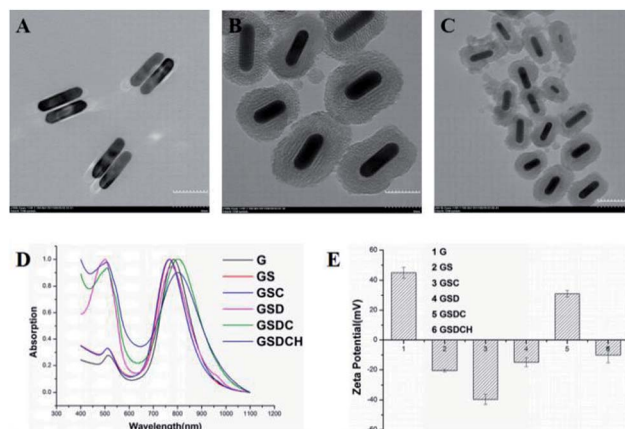 A
B
C
D
G
GS
GSC
GSD
GSDC
GSDCH
Absorption
1.0
0.8
0.6
0.4
0.2
0.0
300 400 500 600 700 800 900 1000 1100 1200
Wavelength(nm)
E
1 G
2 GS
3 GSC
4 GSD
5 GSDC
6 GSDCH
Zeta Potential(mV)
60
40
20
0
-20
-40
-60
1 2 3 4 5 6